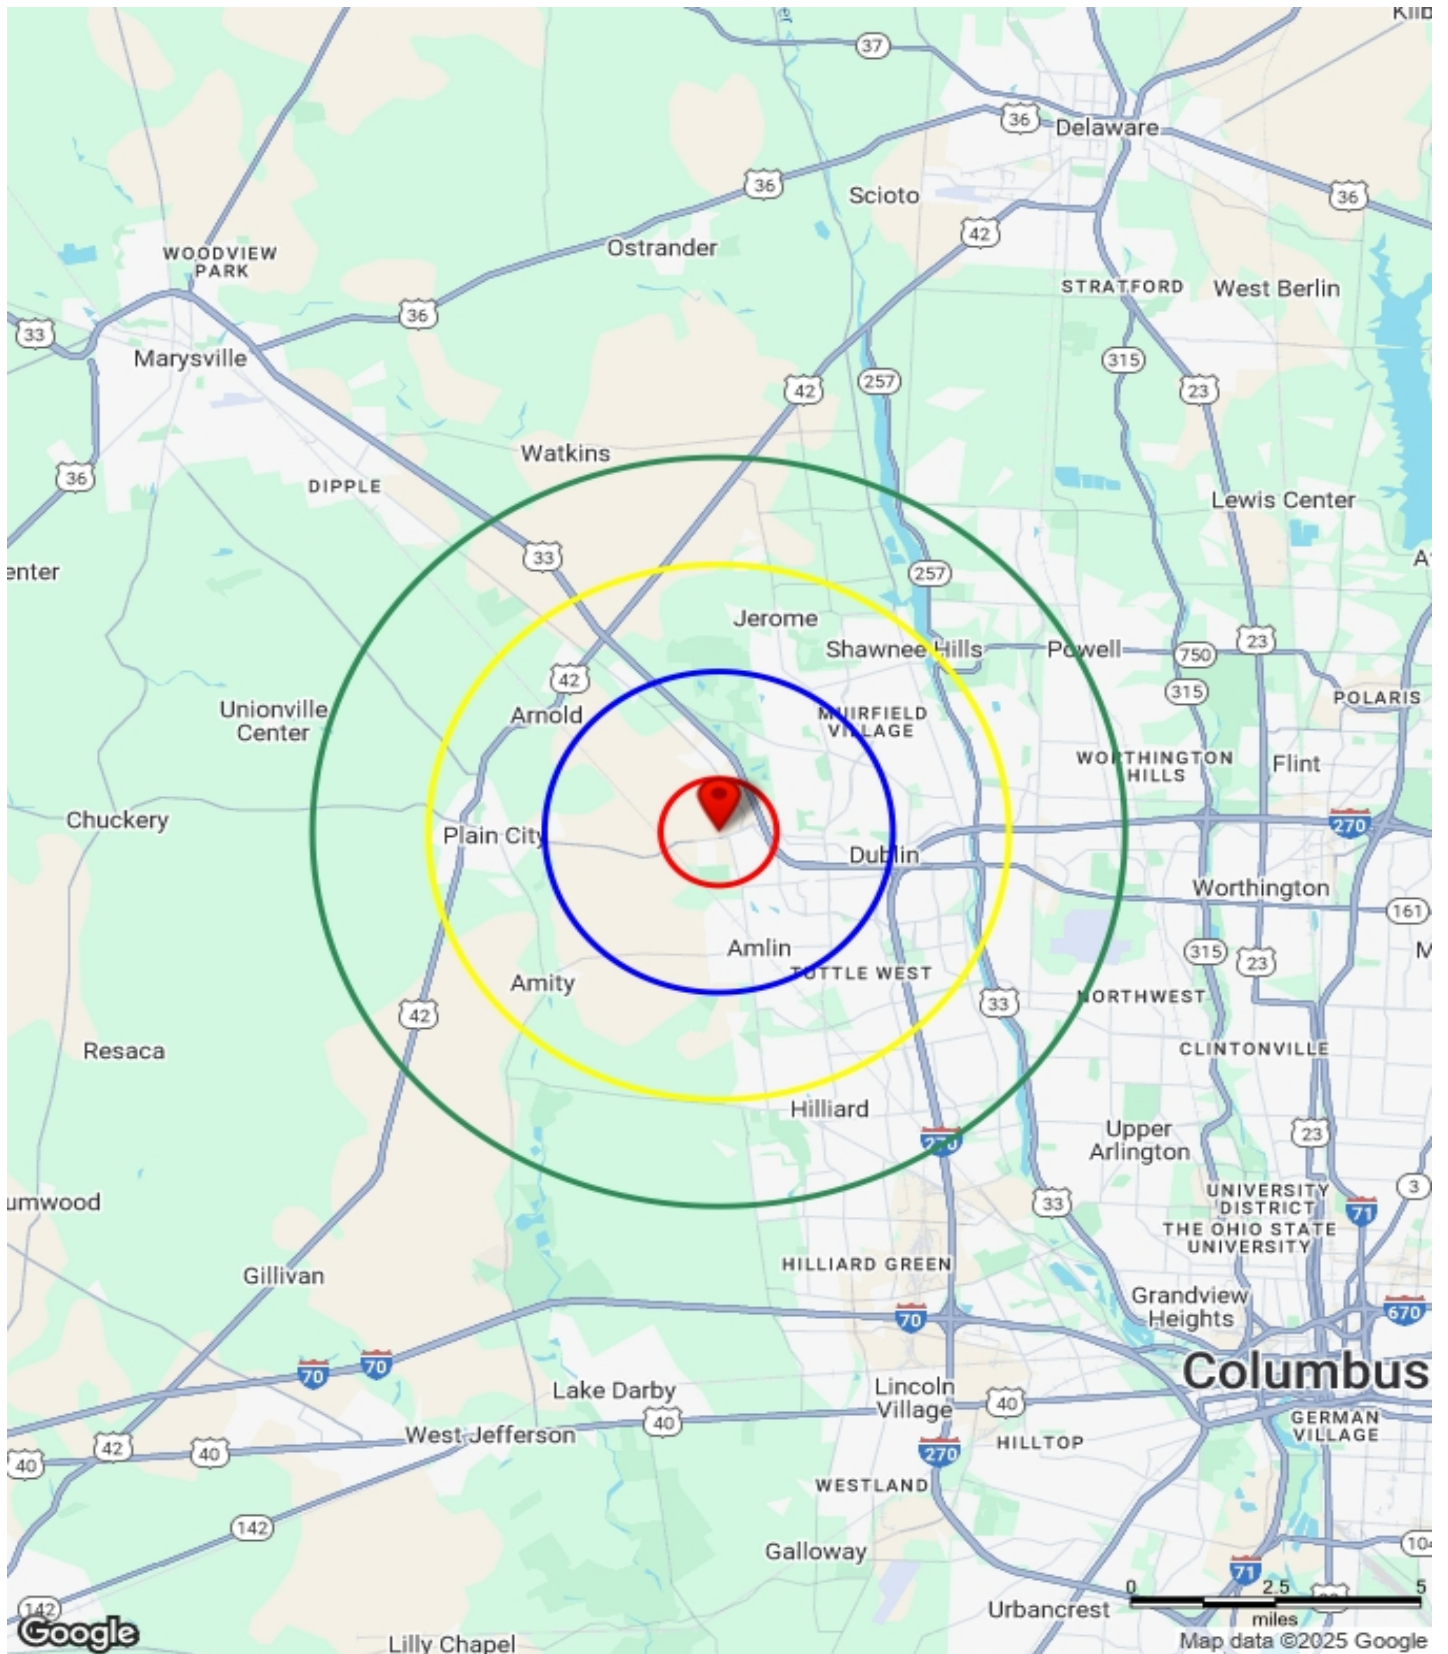 37
36
Delaware
36
36
Scioto
42
WOODVIEW
PARK
Ostrander
STRATFORD
West Berlin
36
33
Marysville
315
257
42
23
Watkins
36
DIPPLE
Lewis Center
33
enter
257
Jerome
Shawnee Hills
Powell
750
23
42
315
POLARIS
Unionville
Center
Arnold
MUIRFIELD
VILLAGE
WORTHINGTON
HILLS
Flint
Chuckery
Plain City
270
Dublin
Worthington
161
Amlin
315
23
TUTTLE WEST
Amity
NORTHWEST
33
42
Resaca
CLINTONVILLE
Hilliard
270
Upper
Arlington
23
umwood
33
UNIVERSITY
DISTRICT
3
71
THE OHIO STATE
UNIVERSITY
HILLIARD GREEN
Gillivan
Grandview
Heights
670
70
70
70
Columbus
Lake Darby
Lincoln
Village
40
40
West Jefferson
GERMAN
VILLAGE
42
40
40
HILLTOP
270
WESTLAND
142
Galloway
104
71
0 2.5 5
miles
142
Urbancrest
Google
Lilly Chapel
Map data ©2025 Google